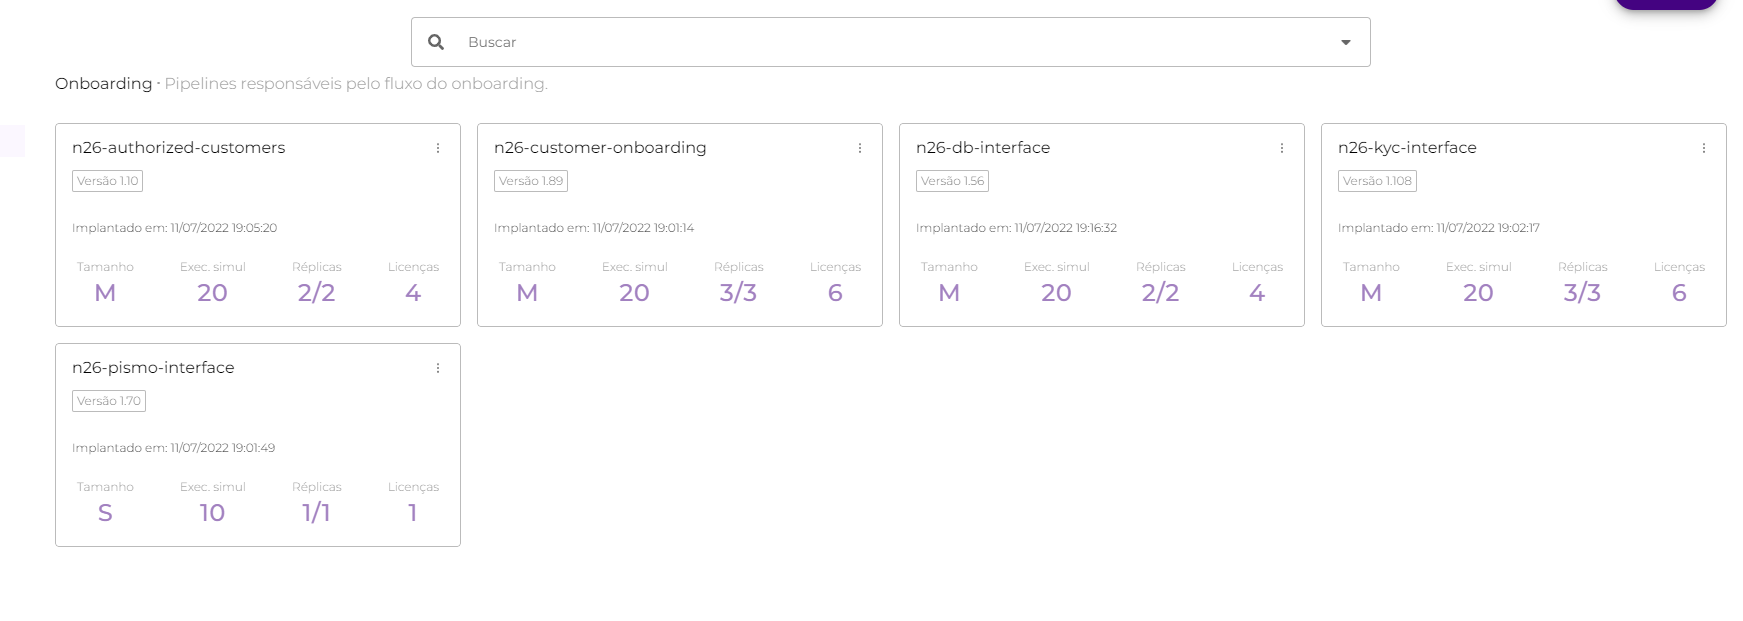 Buscar
Onboarding • Pipelines responsáveis pelo fluxo do onboarding.
n26-authorized-customers
Versão 1.10
Implantado em: 11/07/2022 19:05:20
Tamanho Exec. simul Réplicas Licenças
M 20 2/2 4
n26-customer-onboarding
Versão 1.89
Implantado em: 11/07/2022 19:01:14
Tamanho Exec. simul Réplicas Licenças
M 20 3/3 6
n26-db-interface
Versão 1.56
Implantado em: 11/07/2022 19:16:32
Tamanho Exec. simul Réplicas Licenças
M 20 2/2 4
n26-kyc-interface
Versão 1.108
Implantado em: 11/07/2022 19:02:17
Tamanho Exec. simul Réplicas Licenças
M 20 3/3 6
n26-pismo-interface
Versão 1.70
Implantado em: 11/07/2022 19:01:49
Tamanho Exec. simul Réplicas Licenças
S 10 1/1 1